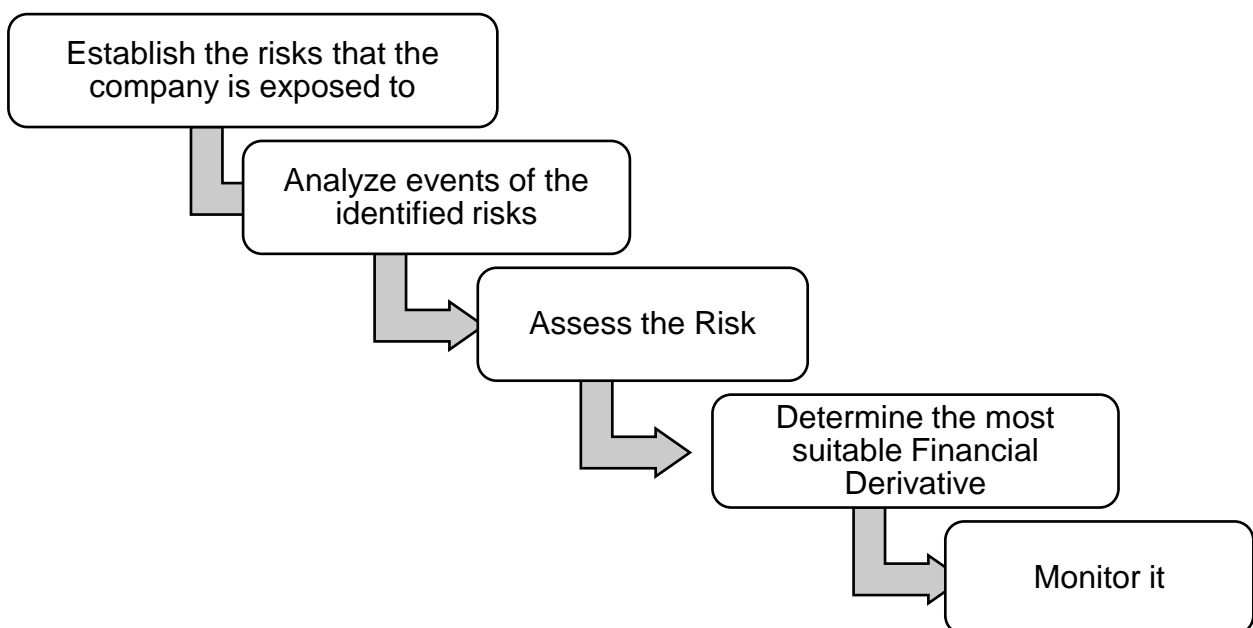 Establish the risks that the
company is exposed to
Analyze events of the
identified risks
Assess the Risk
Determine the most
suitable Financial
Derivative
Monitor it